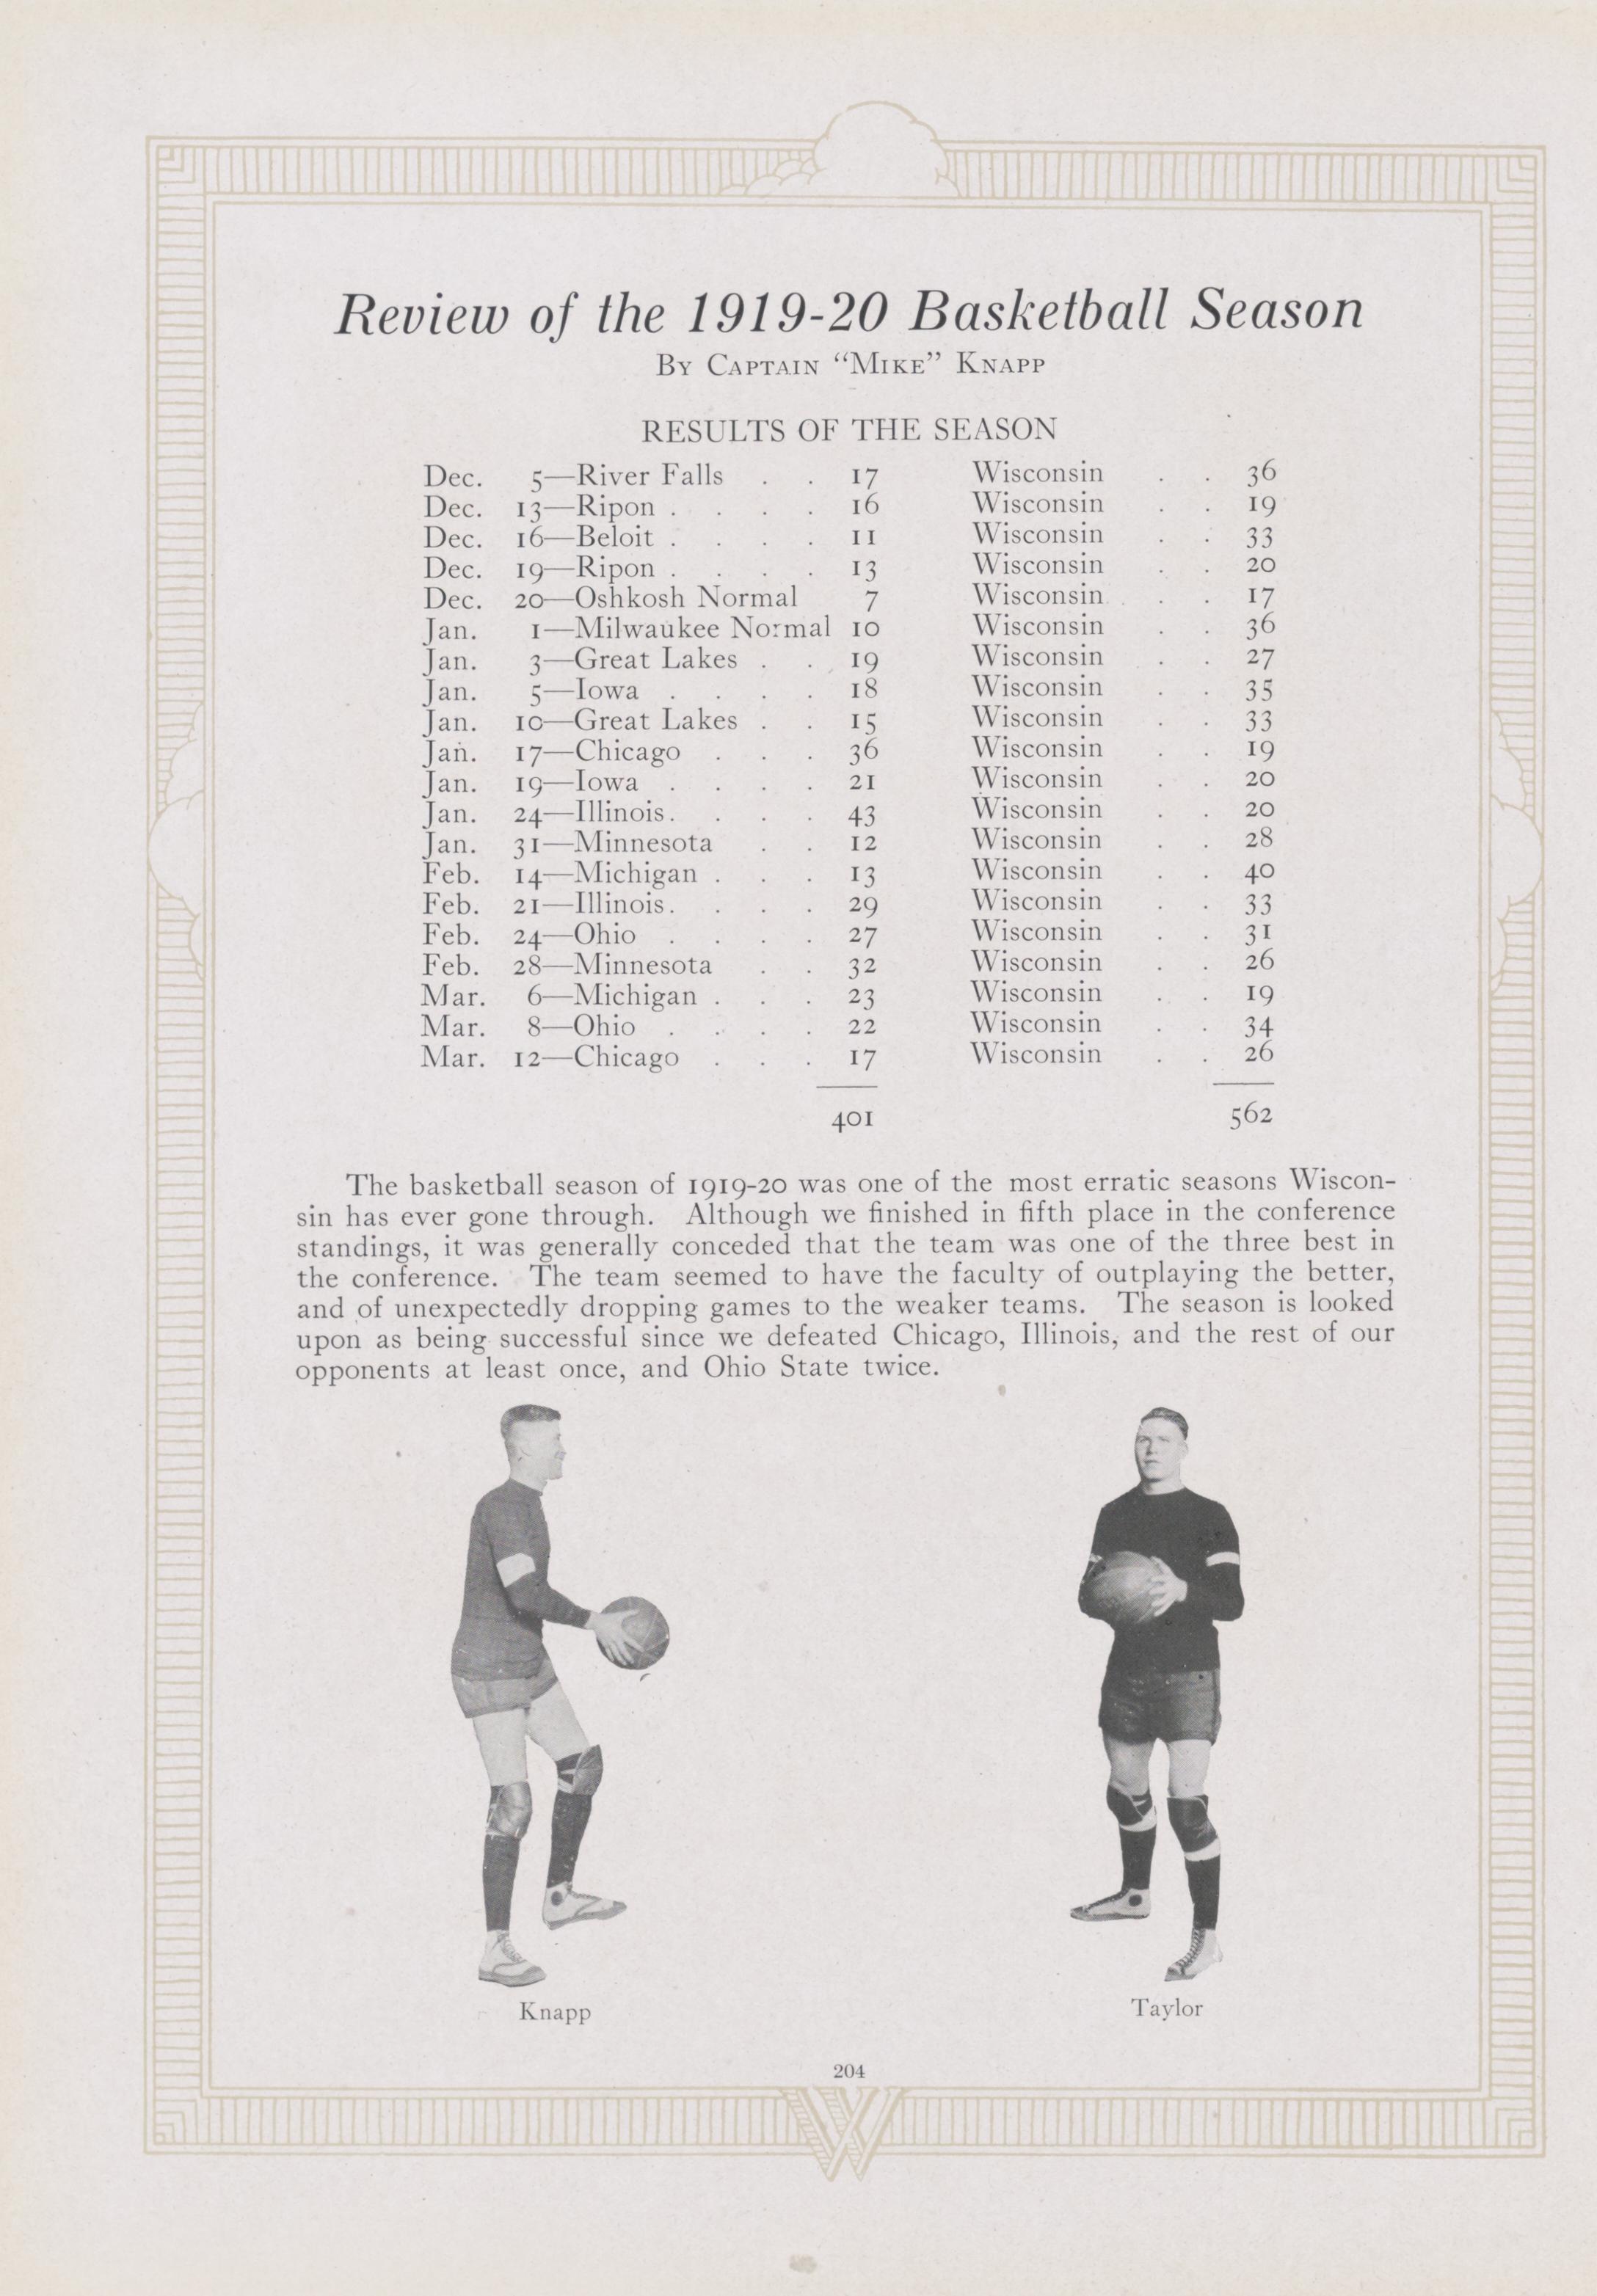 Review of the 1919-20 Basketball Season
By Captain “Mike” Knapp
RESULTS OF THE SEASON
Dec. 5—River Falls . . 17 Wisconsin . . 36
Dec. 13—Ripon . . . . 16 Wisconsin . . 19
Dec. 16—Beloit . . . . 11 Wisconsin . . 33
Dec. 19—Ripon . . . . 13 Wisconsin . . 20
Dec. 20—Oshkosh Normal 7 Wisconsin . . 17
Jan. 1—Milwaukee Normal 10 Wisconsin . . 36
Jan. 3—Great Lakes . . 19 Wisconsin . . 27
Jan. 5—Iowa . . . . 18 Wisconsin . . 35
Jan. 10—Great Lakes . . 15 Wisconsin . . 33
Jan. 17—Chicago . . . 36 Wisconsin . . 19
Jan. 19—Iowa . . . . 21 Wisconsin . . 20
Jan. 24—Illinois . . . . 43 Wisconsin . . 20
Jan. 31—Minnesota . . 12 Wisconsin . . 28
Feb. 14—Michigan . . . 13 Wisconsin . . 40
Feb. 21—Illinois . . . . 29 Wisconsin . . 33
Feb. 24—Ohio . . . . 27 Wisconsin . . 31
Feb. 28—Minnesota . . 32 Wisconsin . . 26
Mar. 6—Michigan . . . 23 Wisconsin . . 19
Mar. 8—Ohio . . . . 22 Wisconsin . . 34
Mar. 12—Chicago . . . 17 Wisconsin . . 26
401 562
The basketball season of 1919-20 was one of the most erratic seasons Wiscon-
sin has ever gone through. Although we finished in fifth place in the conference
standings, it was generally conceded that the team was one of the three best in
the conference. The team seemed to have the faculty of outplaying the better,
and of unexpectedly dropping games to the weaker teams. The season is looked
upon as being successful since we defeated Chicago, Illinois, and the rest of our
opponents at least once, and Ohio State twice.
Knapp Taylor
204
W